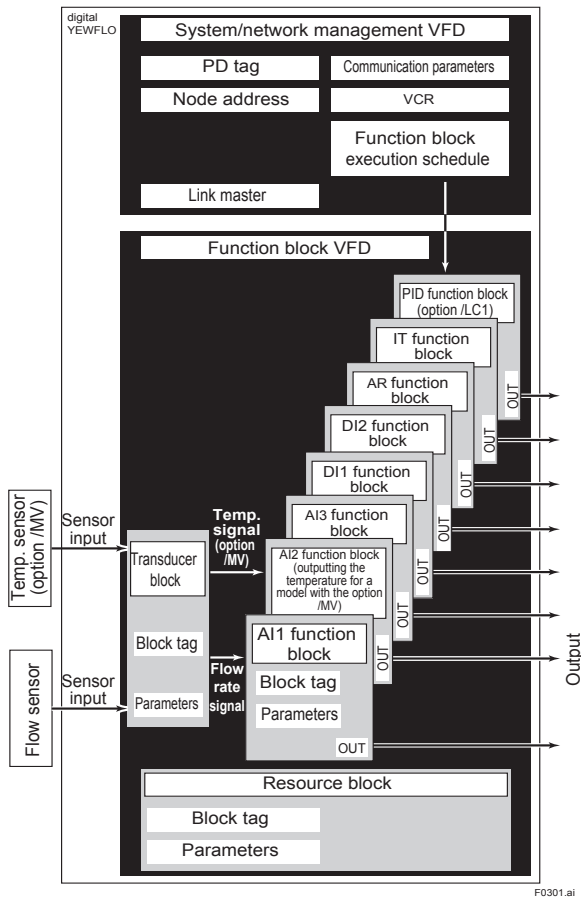 digital
YEWFLO
System/network management VFD
PD tag
Communication parameters
Node address
VCR
Function block
execution schedule
Link master
Function block VFD
PID function block
(option /LC1)
OUT
IT function
block
OUT
AR function
block
OUT
DI2 function
block
OUT
DI1 function
block
OUT
AI3 function
block
OUT
AI2 function block
(outputting the
temperature for a
model with the option
/MV)
OUT
AI1 function
block
Block tag
Parameters
OUT
Temp. sensor
(option /MV)
Sensor
input
Temp.
signal
(option
/MV)
Transducer
block
Block tag
Parameters
Flow sensor
Sensor
input
Flow
rate
signal
Output
Resource block
Block tag
Parameters
F0301.ai